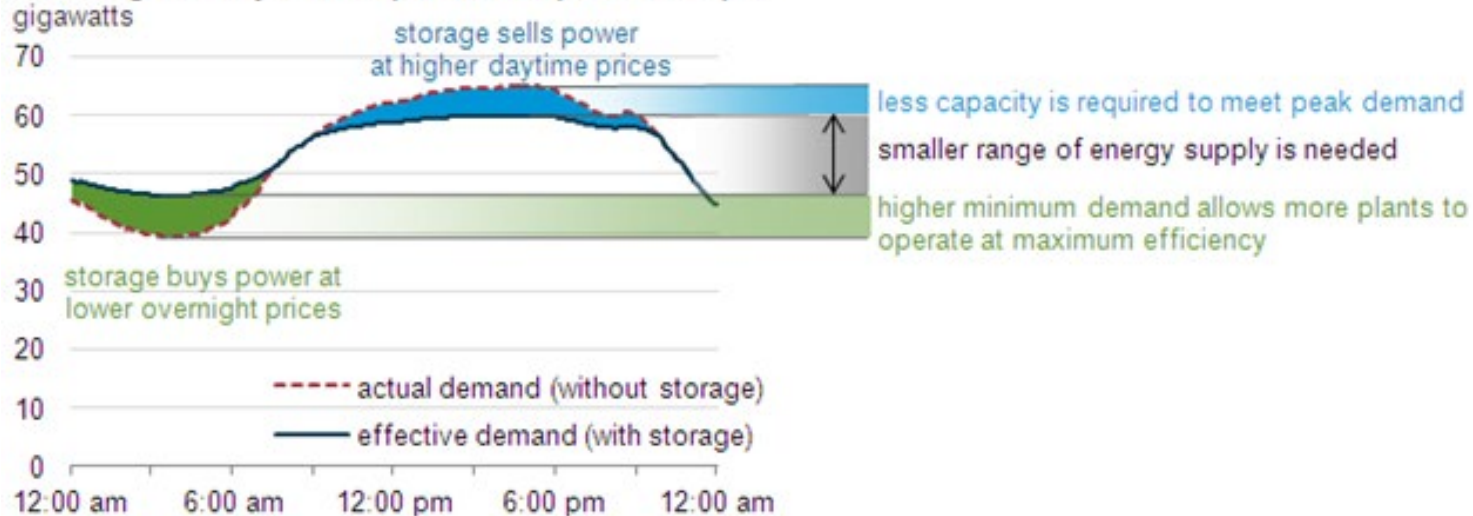 gigawatts
70
60
50
40
30
20
10
0
storage sells power
at higher daytime prices
less capacity is required to meet peak demand
smaller range of energy supply is needed
higher minimum demand allows more plants to
operate at maximum efficiency
storage buys power at
lower overnight prices
actual demand (without storage)
effective demand (with storage)
12:00 am 6:00 am 12:00 pm 6:00 pm 12:00 am